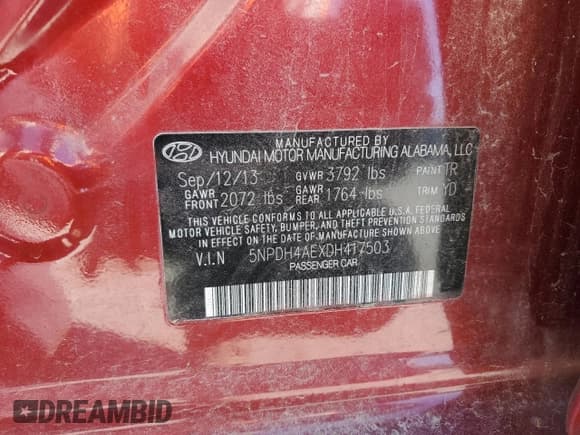 MANUFACTURED BY
HYUNDAI MOTOR MANUFACTURING ALABAMA, LLC
Sep/12/13 GVWR 3792 lbs PAINT TR
GAWR FRONT 2072 lbs GAWR REAR 1764 lbs TRIM YD
THIS VEHICLE CONFORMS TO ALL APPLICABLE U.S.A. FEDERAL
MOTOR VEHICLE SAFETY, BUMPER, AND THEFT PREVENTION STANDARDS
IN EFFECT ON THE DATE OF MANUFACTURE SHOWN ABOVE.
V.I.N 5NPDH4AEXDH417503
PASSENGER CAR
DREAMBID